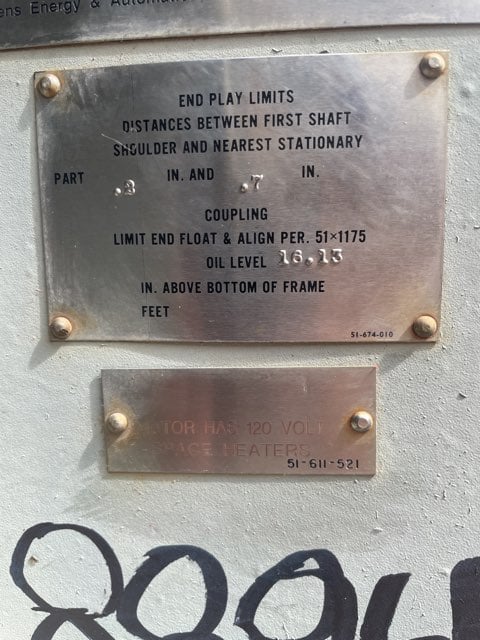 ens Energy & Automat
END PLAY LIMITS
DISTANCES BETWEEN FIRST SHAFT
SHOULDER AND NEAREST STATIONARY
PART .3 IN. AND .7 IN.
COUPLING
LIMIT END FLOAT & ALIGN PER. 51×1175
OIL LEVEL 16.13
IN. ABOVE BOTTOM OF FRAME
FEET
51-674-010
MOTOR HAS 120 VOLT
SPACE HEATERS
51-611-521